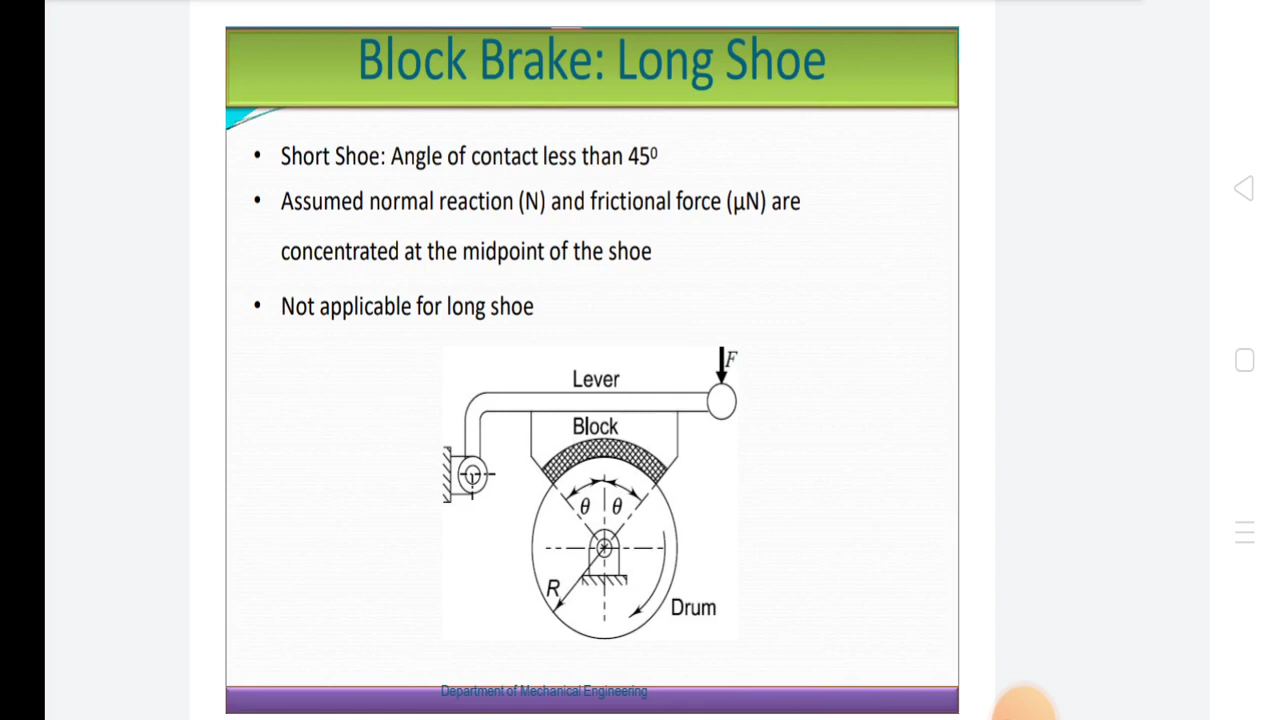 Block Brake: Long Shoe
• Short Shoe: Angle of contact less than 45⁰
• Assumed normal reaction (N) and frictional force (μN) are
concentrated at the midpoint of the shoe
• Not applicable for long shoe
F
Lever
Block
θ θ
R
Drum
Department of Mechanical Engineering